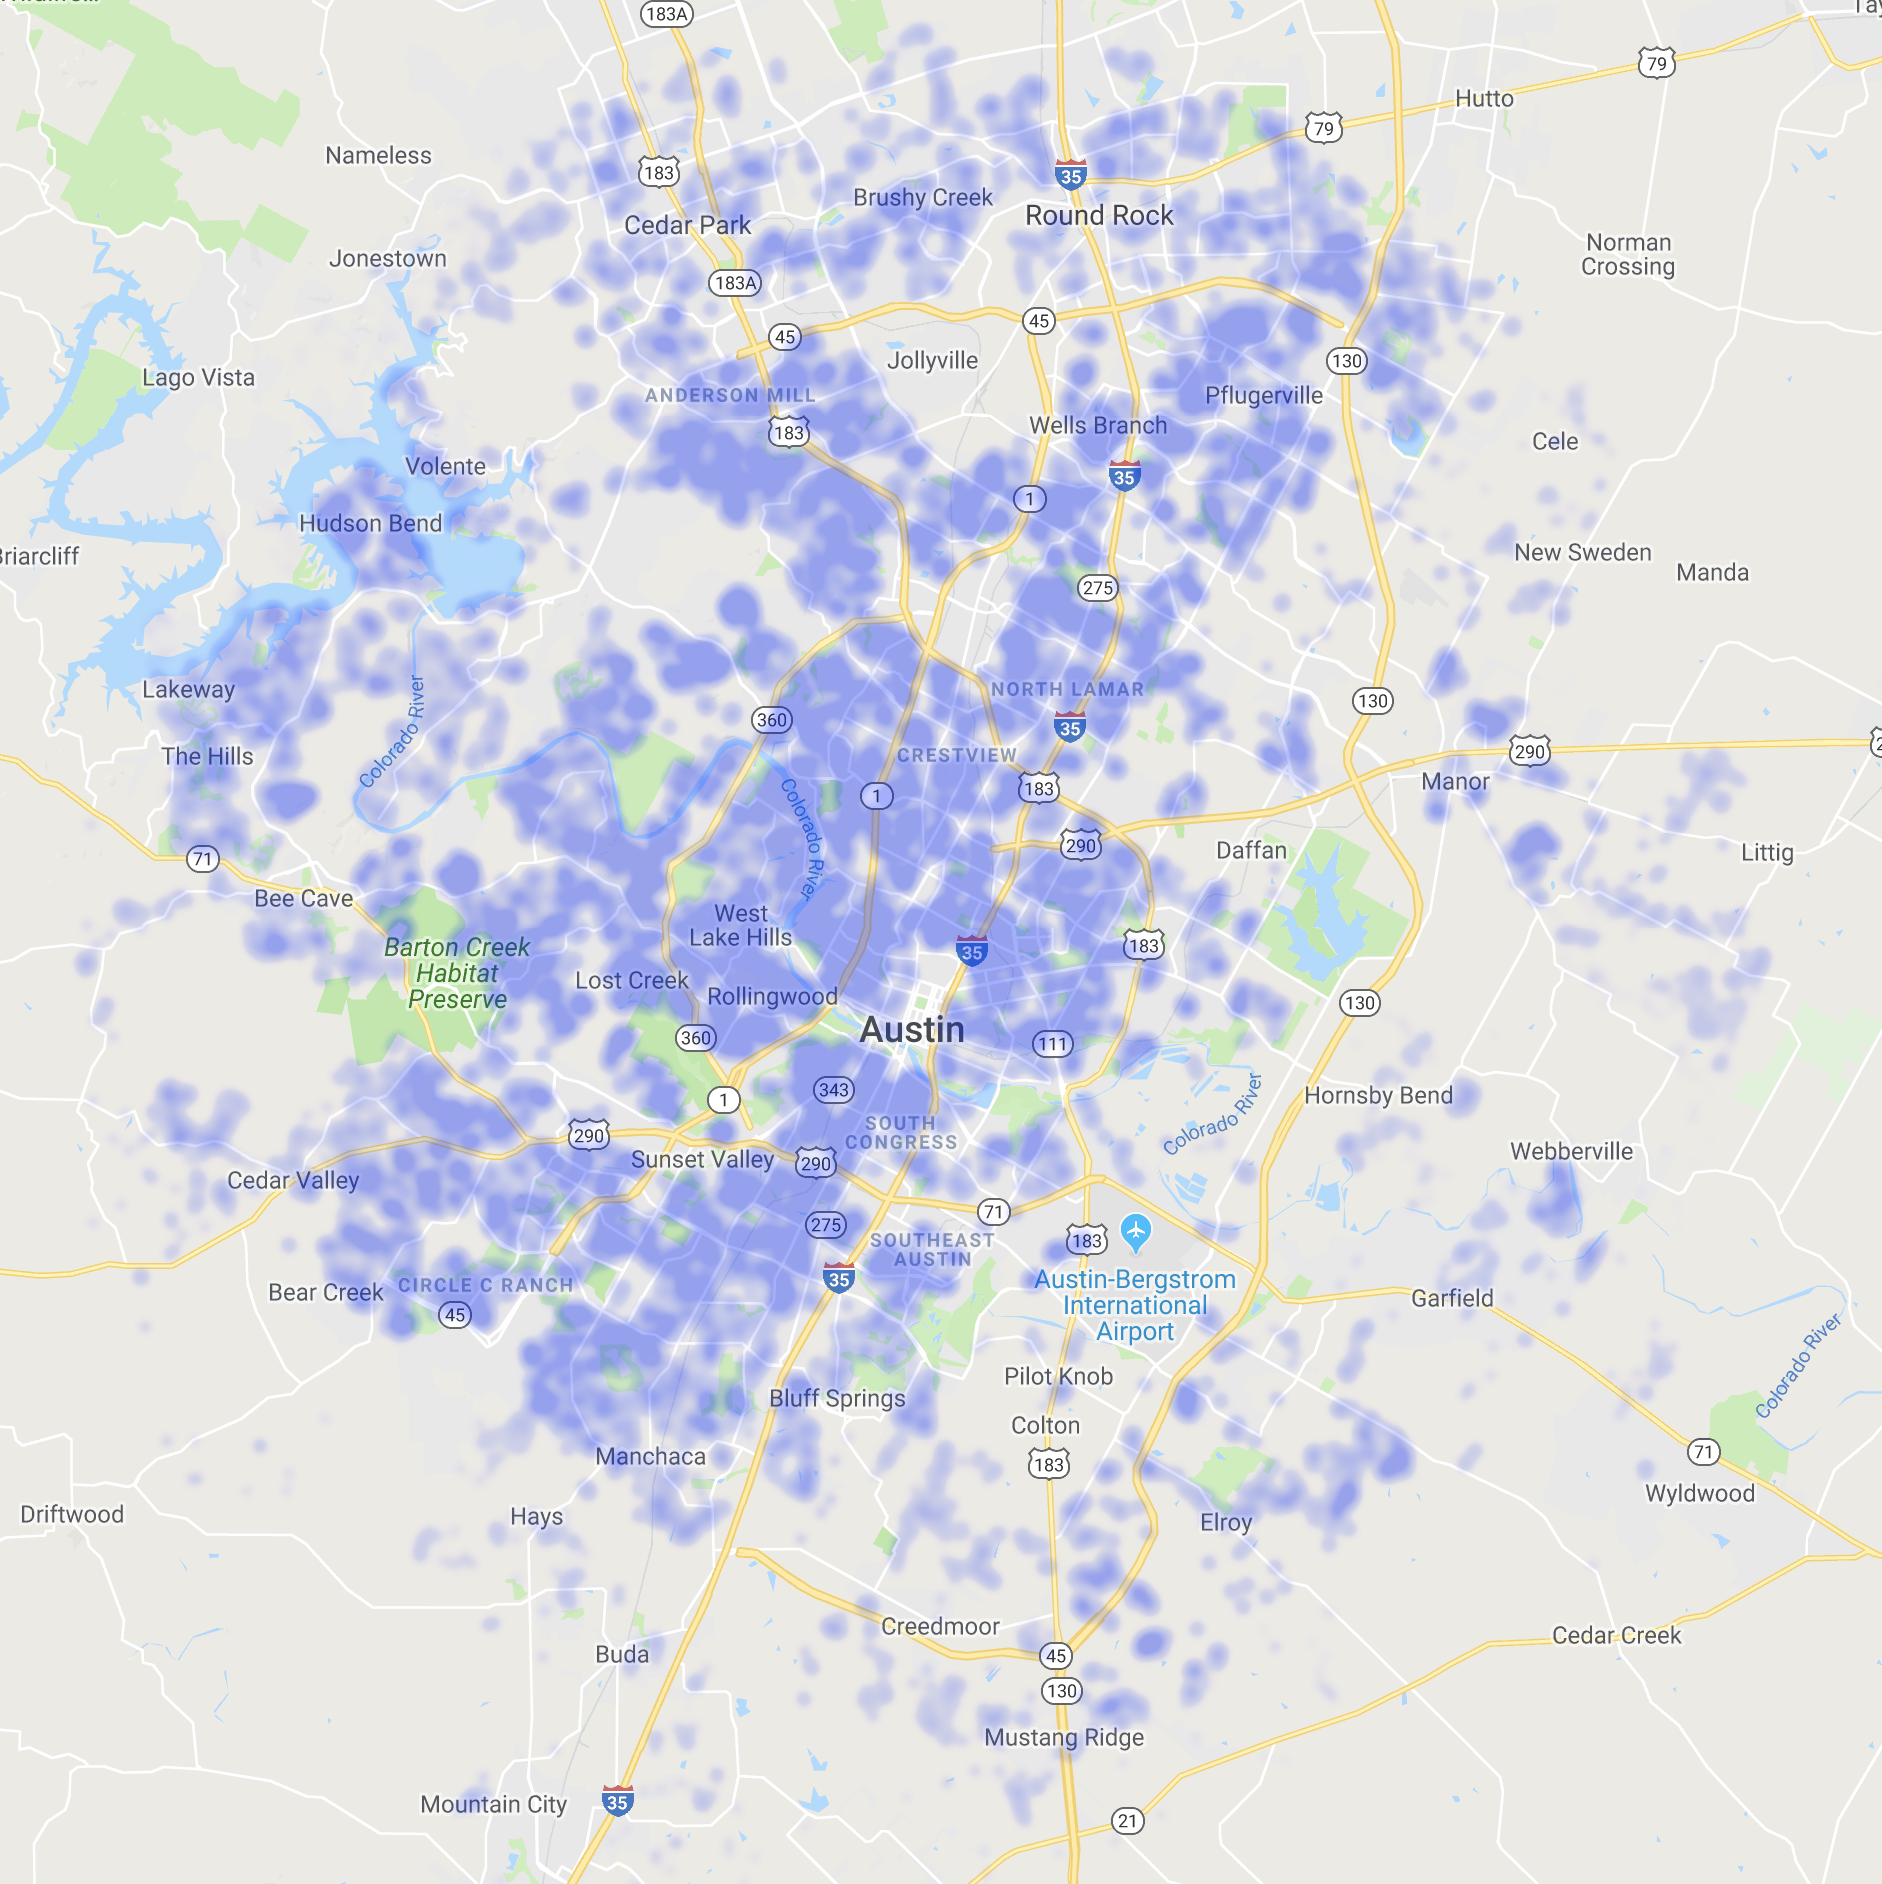 183A
79
Hutto
79
Nameless
183
35
Brushy Creek
Round Rock
Cedar Park
Norman
Crossing
Jonestown
183A
45
45
Jollyville
130
Lago Vista
ANDERSON MILL
Pflugerville
183
Wells Branch
Cele
Volente
35
1
Hudson Bend
New Sweden
Manda
275
Lakeway
NORTH LAMAR
130
Colorado River
360
35
The Hills
CRESTVIEW
290
Manor
183
1
Colorado River
290
Daffan
Littig
71
Bee Cave
West
Lake Hills
Barton Creek
Habitat
Preserve
35
183
Lost Creek
Rollingwood
130
Austin
360
111
343
1
Hornsby Bend
Colorado River
SOUTH
CONGRESS
290
Sunset Valley
290
Webberville
Cedar Valley
71
275
183
SOUTHEAST
AUSTIN
35
Austin-Bergstrom
International
Airport
Bear Creek
CIRCLE C RANCH
45
Garfield
Colorado River
Pilot Knob
Bluff Springs
Colton
Manchaca
183
71
Wyldwood
Driftwood
Hays
Elroy
Creedmoor
Cedar Creek
Buda
45
130
Mustang Ridge
Mountain City
35
21